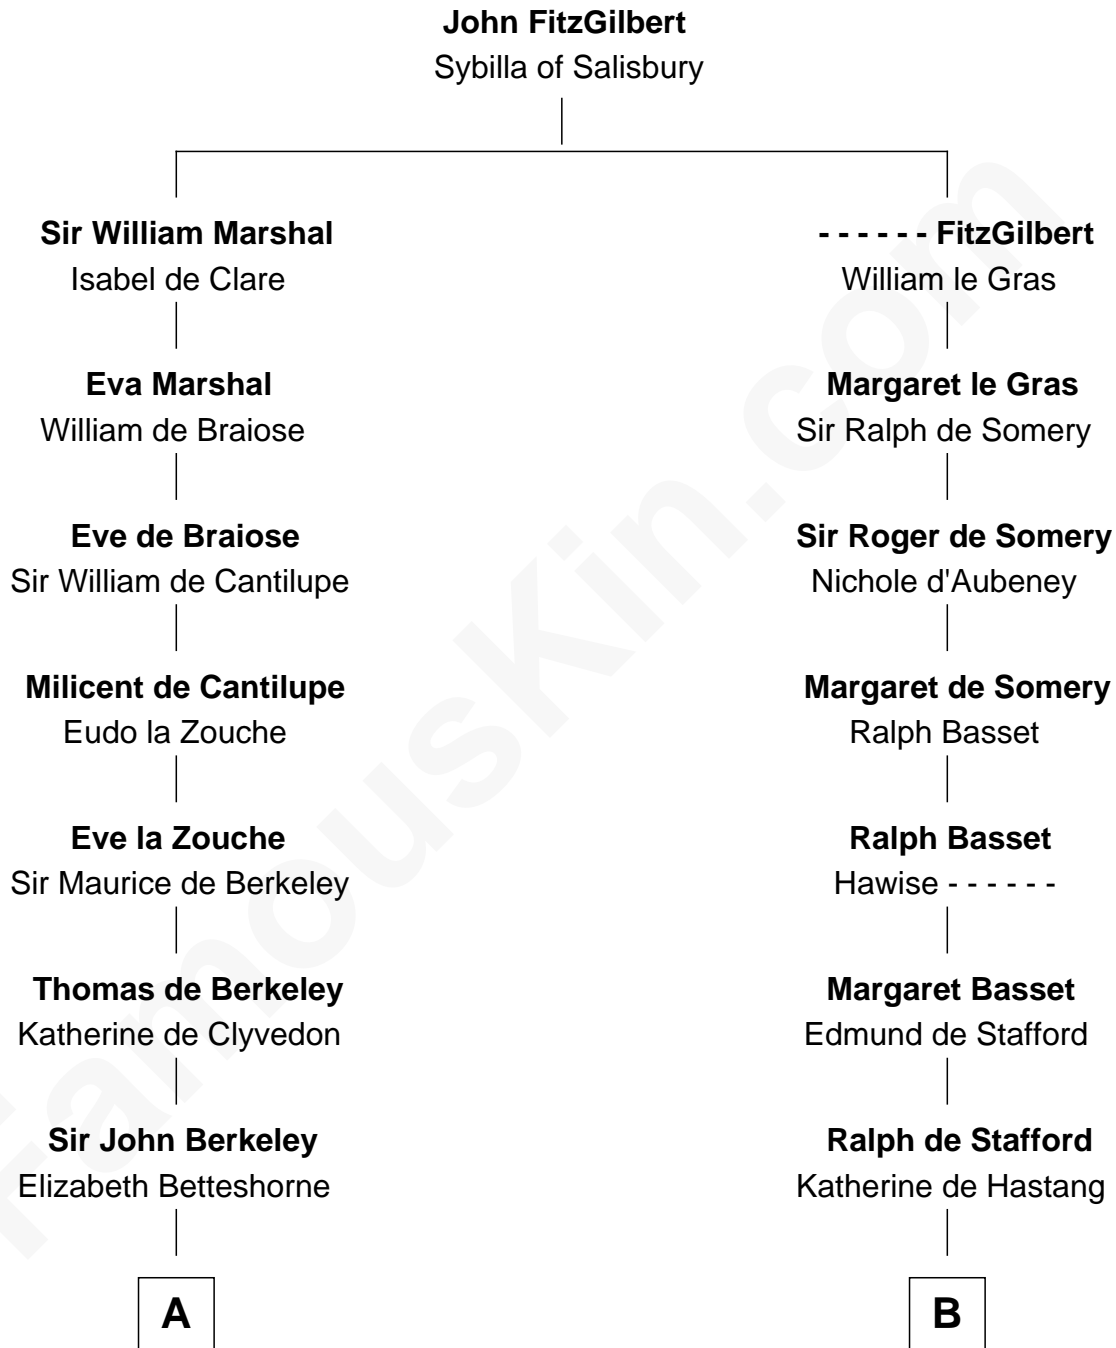 John FitzGilbert
Sybilla of Salisbury
Sir William Marshal
Isabel de Clare
- - - - - - FitzGilbert
William le Gras
Eva Marshal
William de Braiose
Margaret le Gras
Sir Ralph de Somery
Eve de Braiose
Sir William de Cantilupe
Sir Roger de Somery
Nichole d'Aubeney
Milicent de Cantilupe
Eudo la Zouche
Margaret de Somery
Ralph Basset
Eve la Zouche
Sir Maurice de Berkeley
Ralph Basset
Hawise - - - - - -
Thomas de Berkeley
Katherine de Clyvedon
Margaret Basset
Edmund de Stafford
Sir John Berkeley
Elizabeth Betteshorne
Ralph de Stafford
Katherine de Hastang
A
B
FamousKin.com